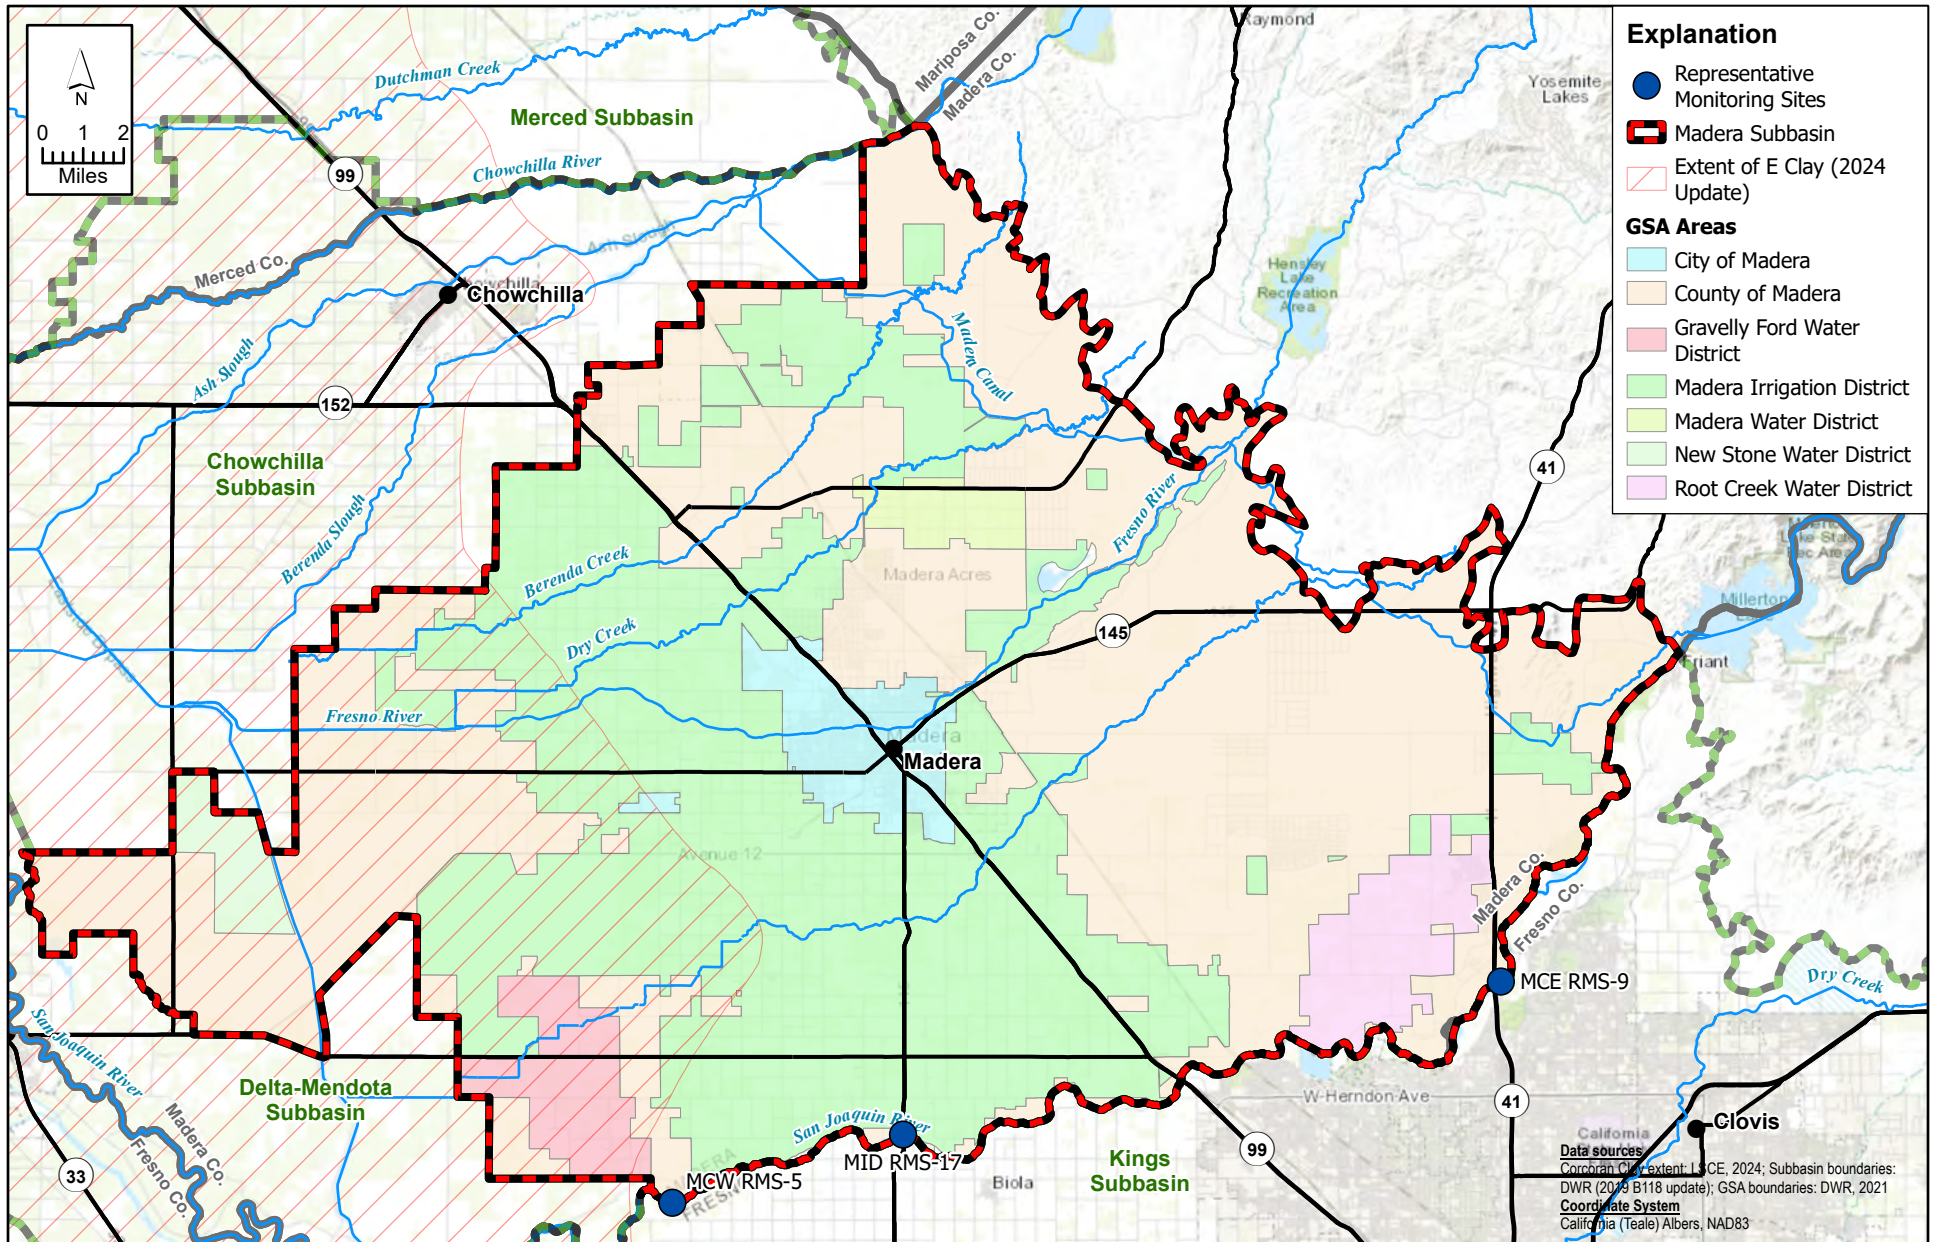 Explanation
Representative
Monitoring Sites
Madera Subbasin
Extent of E Clay (2024
Update)
GSA Areas
City of Madera
County of Madera
Gravelly Ford Water
District
Madera Irrigation District
Madera Water District
New Stone Water District
Root Creek Water District
N
0 1 2
Miles
Dutchman Creek
Merced Subbasin
Chowchilla River
Mariposa Co.
Madera Co.
Raymond
Yosemite
Lakes
99
Merced Co.
Ash Slough
Chowchilla
Hensley
Lake
Recreation
Area
Ash Slough
152
Madera Canal
Chowchilla
Subbasin
Berenda Slough
Berenda Creek
Dry Creek
Fresno River
Fresno River
Madera Acres
145
41
Millerton
Lake
Friant
Madera
Madera
Avenue 12
Madera Co.
Fresno Co.
MCE RMS-9
Dry Creek
San Joaquin River
Delta-Mendota
Subbasin
Madera Co.
Fresno Co.
33
San Joaquin River
MID RMS-17
MCW RMS-5
Biola
Kings
Subbasin
W Herndon Ave
99
41
Clovis
California
Data sources
Corcoran Clay extent: LSCE, 2024; Subbasin boundaries:
DWR (2019 B118 update); GSA boundaries: DWR, 2021
Coordinate System
California (Teale) Albers, NAD83